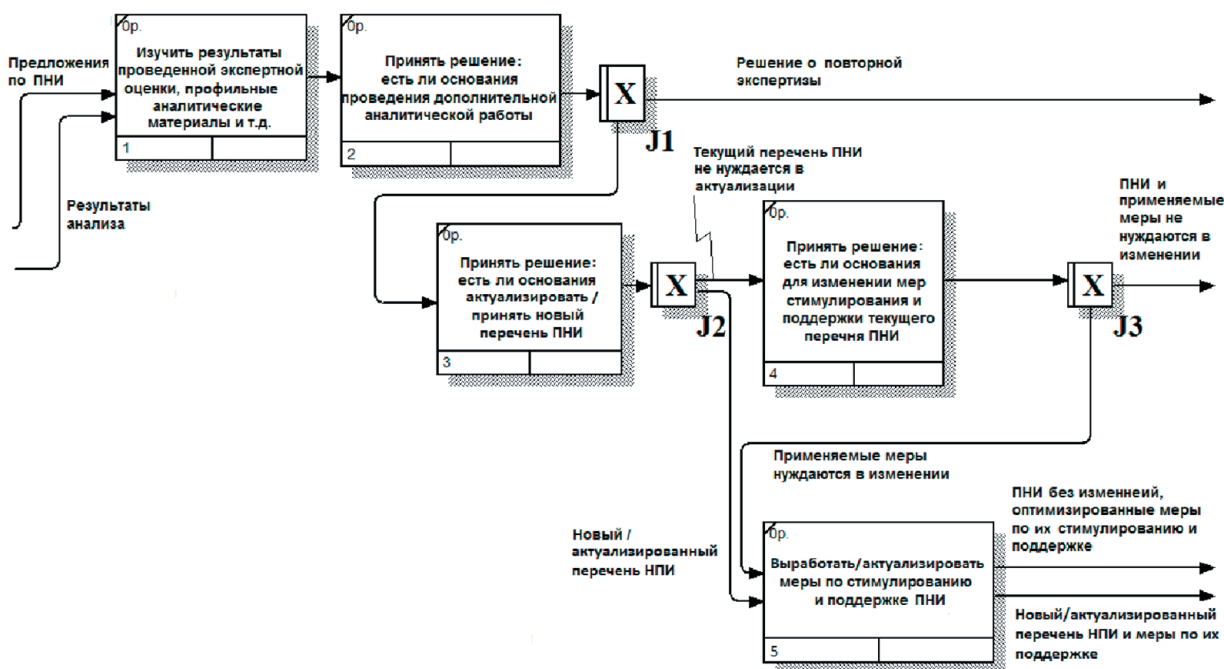 Предложения
по ПНИ
Результаты
анализа
0р.
Изучить результаты
проведенной экспертной
оценки, профильные
аналитические
материалы и т.д.
1
0р.
Принять решение:
есть ли основания
проведения дополнительной
аналитической работы
2
X
J1
Решение о повторной
экспертизы
0р.
Принять решение:
есть ли основания
актуализировать /
принять новый
перечень ПНИ
3
X
J2
Текущий перечень ПНИ
не нуждается в
актуализации
0р.
Принять решение:
есть ли основания
для изменении мер
стимулирования и
поддержки текущего
перечня ПНИ
4
X
J3
ПНИ и
применяемые
меры не
нуждаются в
изменении
Применяемые меры
нуждаются в изменении
Новый /
актуализированный
перечень НПИ
0р.
Выработать/актуализировать
меры по стимулированию
и поддержке ПНИ
5
ПНИ без изменнеий,
оптимизированные меры
по их стимулированию и
поддержке
Новый/актуализированный
перечень НПИ и меры по их
поддержке